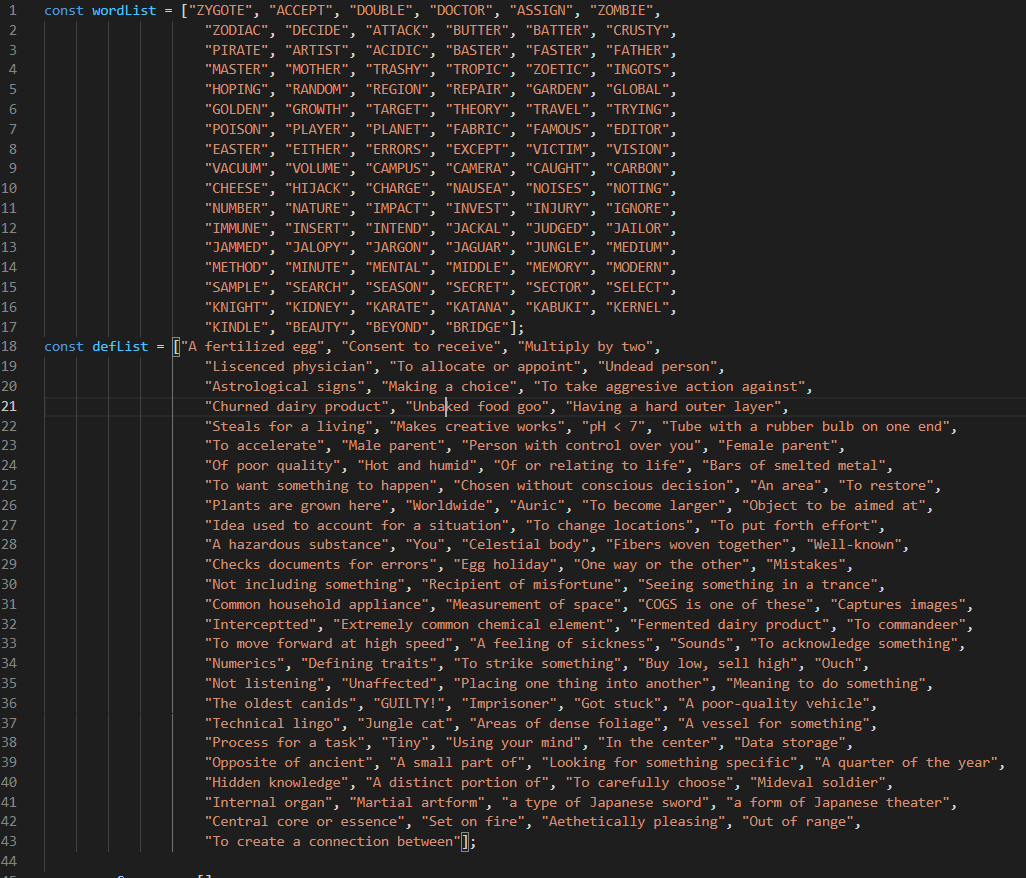 1 const wordList = ["ZYGOTE", "ACCEPT", "DOUBLE", "DOCTOR", "ASSIGN", "ZOMBIE",
2 "ZODIAC", "DECIDE", "ATTACK", "BUTTER", "BATTER", "CRUSTY",
3 "PIRATE", "ARTIST", "ACIDIC", "BASTER", "FASTER", "FATHER",
4 "MASTER", "MOTHER", "TRASHY", "TROPIC", "ZOETIC", "INGOTS",
5 "HOPING", "RANDOM", "REGION", "REPAIR", "GARDEN", "GLOBAL",
6 "GOLDEN", "GROWTH", "TARGET", "THEORY", "TRAVEL", "TRYING",
7 "POISON", "PLAYER", "PLANET", "FABRIC", "FAMOUS", "EDITOR",
8 "EASTER", "EITHER", "ERRORS", "EXCEPT", "VICTIM", "VISION",
9 "VACUUM", "VOLUME", "CAMPUS", "CAMERA", "CAUGHT", "CARBON",
10 "CHEESE", "HIJACK", "CHARGE", "NAUSEA", "NOISES", "NOTING",
11 "NUMBER", "NATURE", "IMPACT", "INVEST", "INJURY", "IGNORE",
12 "IMMUNE", "INSERT", "INTEND", "JACKAL", "JUDGED", "JAILOR",
13 "JAMMED", "JALOPY", "JARGON", "JAGUAR", "JUNGLE", "MEDIUM",
14 "METHOD", "MINUTE", "MENTAL", "MIDDLE", "MEMORY", "MODERN",
15 "SAMPLE", "SEARCH", "SEASON", "SECRET", "SECTOR", "SELECT",
16 "KNIGHT", "KIDNEY", "KARATE", "KATANA", "KABUKI", "KERNEL",
17 "KINDLE", "BEAUTY", "BEYOND", "BRIDGE"];
18 const defList = ["A fertilized egg", "Consent to receive", "Multiply by two",
19 "Liscenced physician", "To allocate or appoint", "Undead person",
20 "Astrological signs", "Making a choice", "To take aggresive action against",
21 "Churned dairy product", "Unbaked food goo", "Having a hard outer layer",
22 "Steals for a living", "Makes creative works", "pH < 7", "Tube with a rubber bulb on one end",
23 "To accelerate", "Male parent", "Person with control over you", "Female parent",
24 "Of poor quality", "Hot and humid", "Of or relating to life", "Bars of smelted metal",
25 "To want something to happen", "Chosen without conscious decision", "An area", "To restore",
26 "Plants are grown here", "Worldwide", "Auric", "To become larger", "Object to be aimed at",
27 "Idea used to account for a situation", "To change locations", "To put forth effort",
28 "A hazardous substance", "You", "Celestial body", "Fibers woven together", "Well-known",
29 "Checks documents for errors", "Egg holiday", "One way or the other", "Mistakes",
30 "Not including something", "Recipient of misfortune", "Seeing something in a trance",
31 "Common household appliance", "Measurement of space", "COGS is one of these", "Captures images",
32 "Interceptted", "Extremely common chemical element", "Fermented dairy product", "To commandeer",
33 "To move forward at high speed", "A feeling of sickness", "Sounds", "To acknowledge something",
34 "Numerics", "Defining traits", "To strike something", "Buy low, sell high", "Ouch",
35 "Not listening", "Unaffected", "Placing one thing into another", "Meaning to do something",
36 "The oldest canids", "GUILTY!", "Imprisoner", "Got stuck", "A poor-quality vehicle",
37 "Technical lingo", "Jungle cat", "Areas of dense foliage", "A vessel for something",
38 "Process for a task", "Tiny", "Using your mind", "In the center", "Data storage",
39 "Opposite of ancient", "A small part of", "Looking for something specific", "A quarter of the year",
40 "Hidden knowledge", "A distinct portion of", "To carefully choose", "Mideval soldier",
41 "Internal organ", "Martial artform", "a type of Japanese sword", "a form of Japanese theater",
42 "Central core or essence", "Set on fire", "Aethetically pleasing", "Out of range",
43 "To create a connection between"];
44